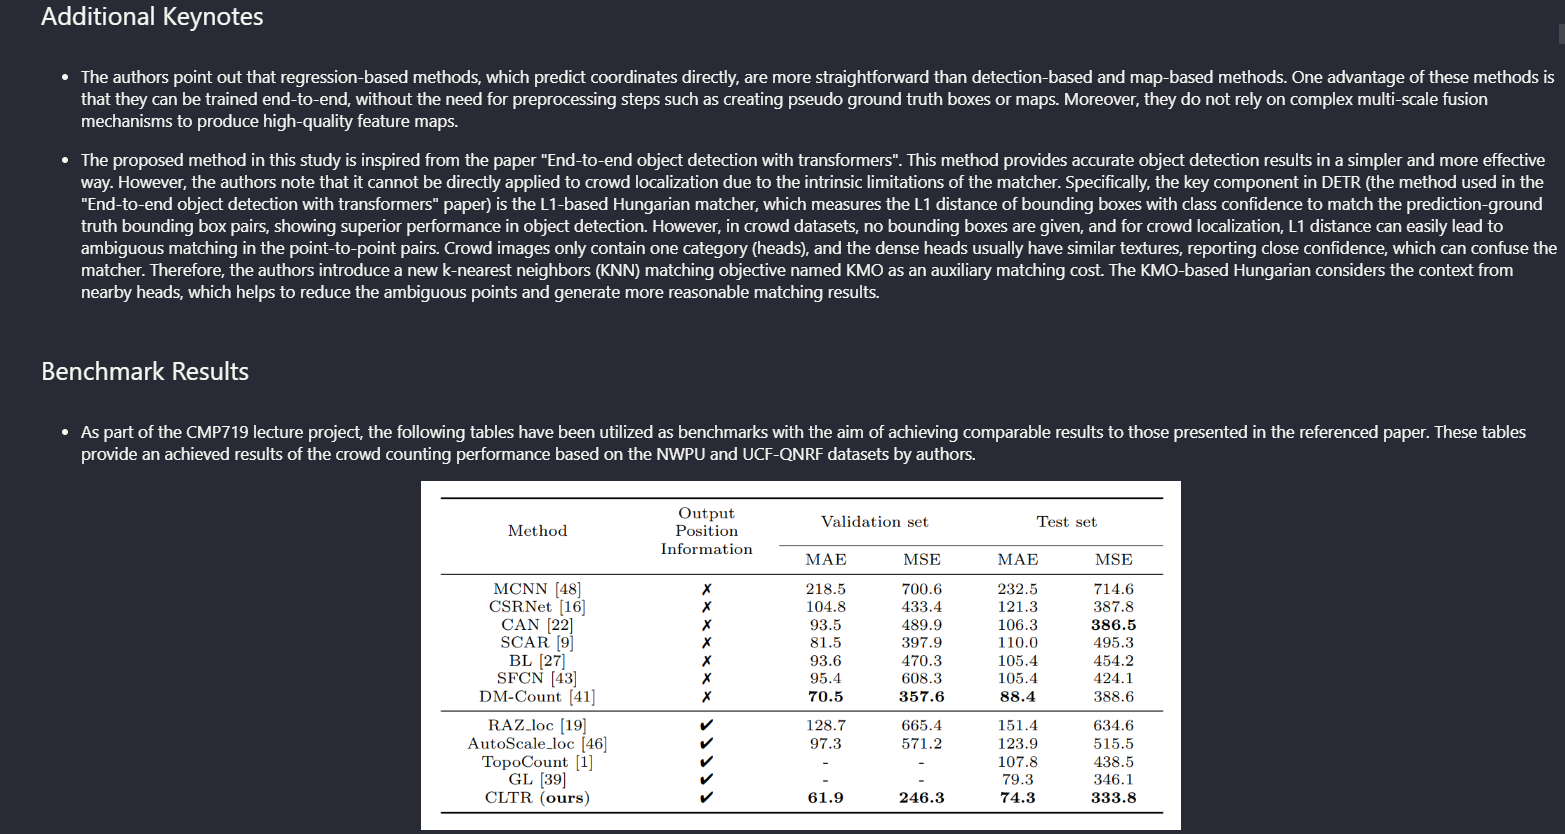 Additional Keynotes
• The authors point out that regression-based methods, which predict coordinates directly, are more straightforward than detection-based and map-based methods. One advantage of these methods is
that they can be trained end-to-end, without the need for preprocessing steps such as creating pseudo ground truth boxes or maps. Moreover, they do not rely on complex multi-scale fusion
mechanisms to produce high-quality feature maps.
• The proposed method in this study is inspired from the paper "End-to-end object detection with transformers". This method provides accurate object detection results in a simpler and more effective
way. However, the authors note that it cannot be directly applied to crowd localization due to the intrinsic limitations of the matcher. Specifically, the key component in DETR (the method used in the
"End-to-end object detection with transformers" paper) is the L1-based Hungarian matcher, which measures the L1 distance of bounding boxes with class confidence to match the prediction-ground
truth bounding box pairs, showing superior performance in object detection. However, in crowd datasets, no bounding boxes are given, and for crowd localization, L1 distance can easily lead to
ambiguous matching in the point-to-point pairs. Crowd images only contain one category (heads), and the dense heads usually have similar textures, reporting close confidence, which can confuse the
matcher. Therefore, the authors introduce a new k-nearest neighbors (KNN) matching objective named KMO as an auxiliary matching cost. The KMO-based Hungarian considers the context from
nearby heads, which helps to reduce the ambiguous points and generate more reasonable matching results.
Benchmark Results
• As part of the CMP719 lecture project, the following tables have been utilized as benchmarks with the aim of achieving comparable results to those presented in the referenced paper. These tables
provide an achieved results of the crowd counting performance based on the NWPU and UCF-QNRF datasets by authors.
Method Output Position Information Validation set Test set
MAE MSE MAE MSE
MCNN [48] ✗ 218.5 700.6 232.5 714.6
CSRNet [16] ✗ 104.8 433.4 121.3 387.8
CAN [22] ✗ 93.5 489.9 106.3 386.5
SCAR [9] ✗ 81.5 397.9 110.0 495.3
BL [27] ✗ 93.6 470.3 105.4 454.2
SFCN [43] ✗ 95.4 608.3 105.4 424.1
DM-Count [41] ✗ 70.5 357.6 88.4 388.6
RAZ_loc [19] ✔ 128.7 665.4 151.4 634.6
AutoScale_loc [46] ✔ 97.3 571.2 123.9 515.5
TopoCount [1] ✔ - - 107.8 438.5
GL [39] ✔ - - 79.3 346.1
CLTR (ours) ✔ 61.9 246.3 74.3 333.8